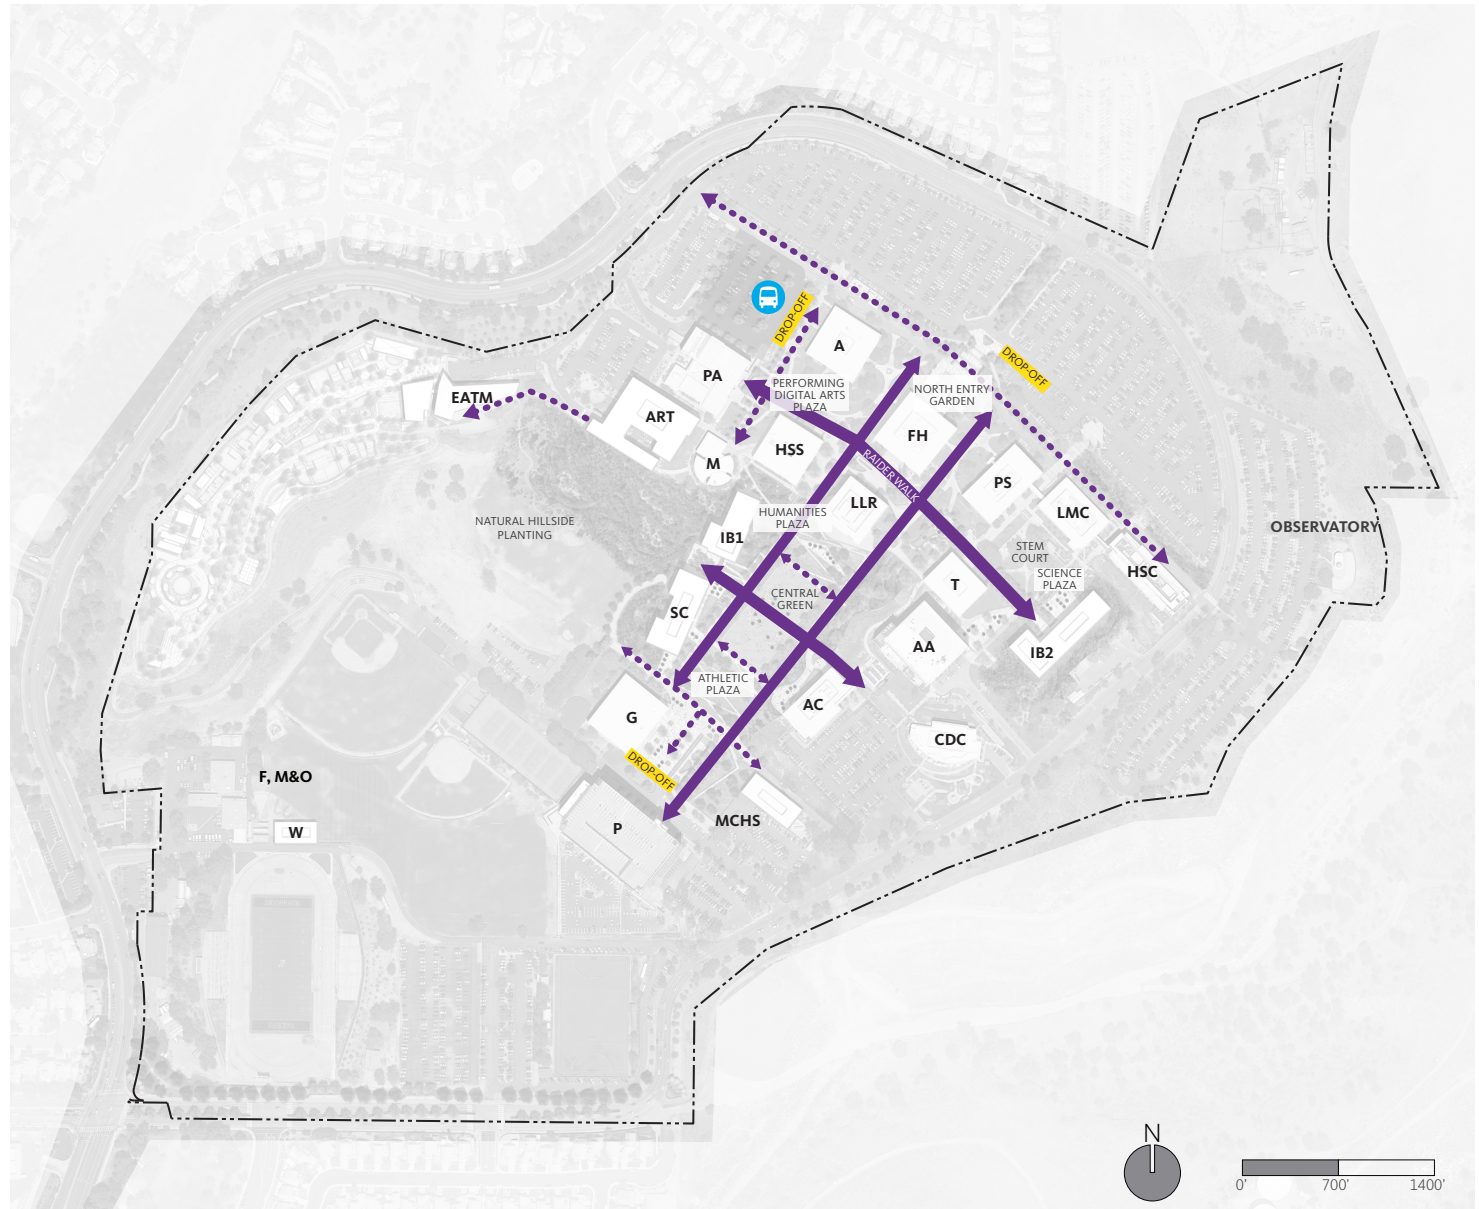 DROP-OFF
A
DROP-OFF
PA
PERFORMING
DIGITAL ARTS
PLAZA
NORTH ENTRY
GARDEN
EATM
ART
FH
HSS
M
RAIDER WALK
PS
LLR
LMC
HUMANITIES
PLAZA
NATURAL HILLSIDE
PLANTING
OBSERVATORY
IB1
STEM
COURT
SCIENCE
PLAZA
HSC
T
CENTRAL
GREEN
SC
AA
IB2
ATHLETIC
PLAZA
G
AC
CDC
DROP-OFF
F, M&O
W
P
MCHS
N
0'
700'
1400'